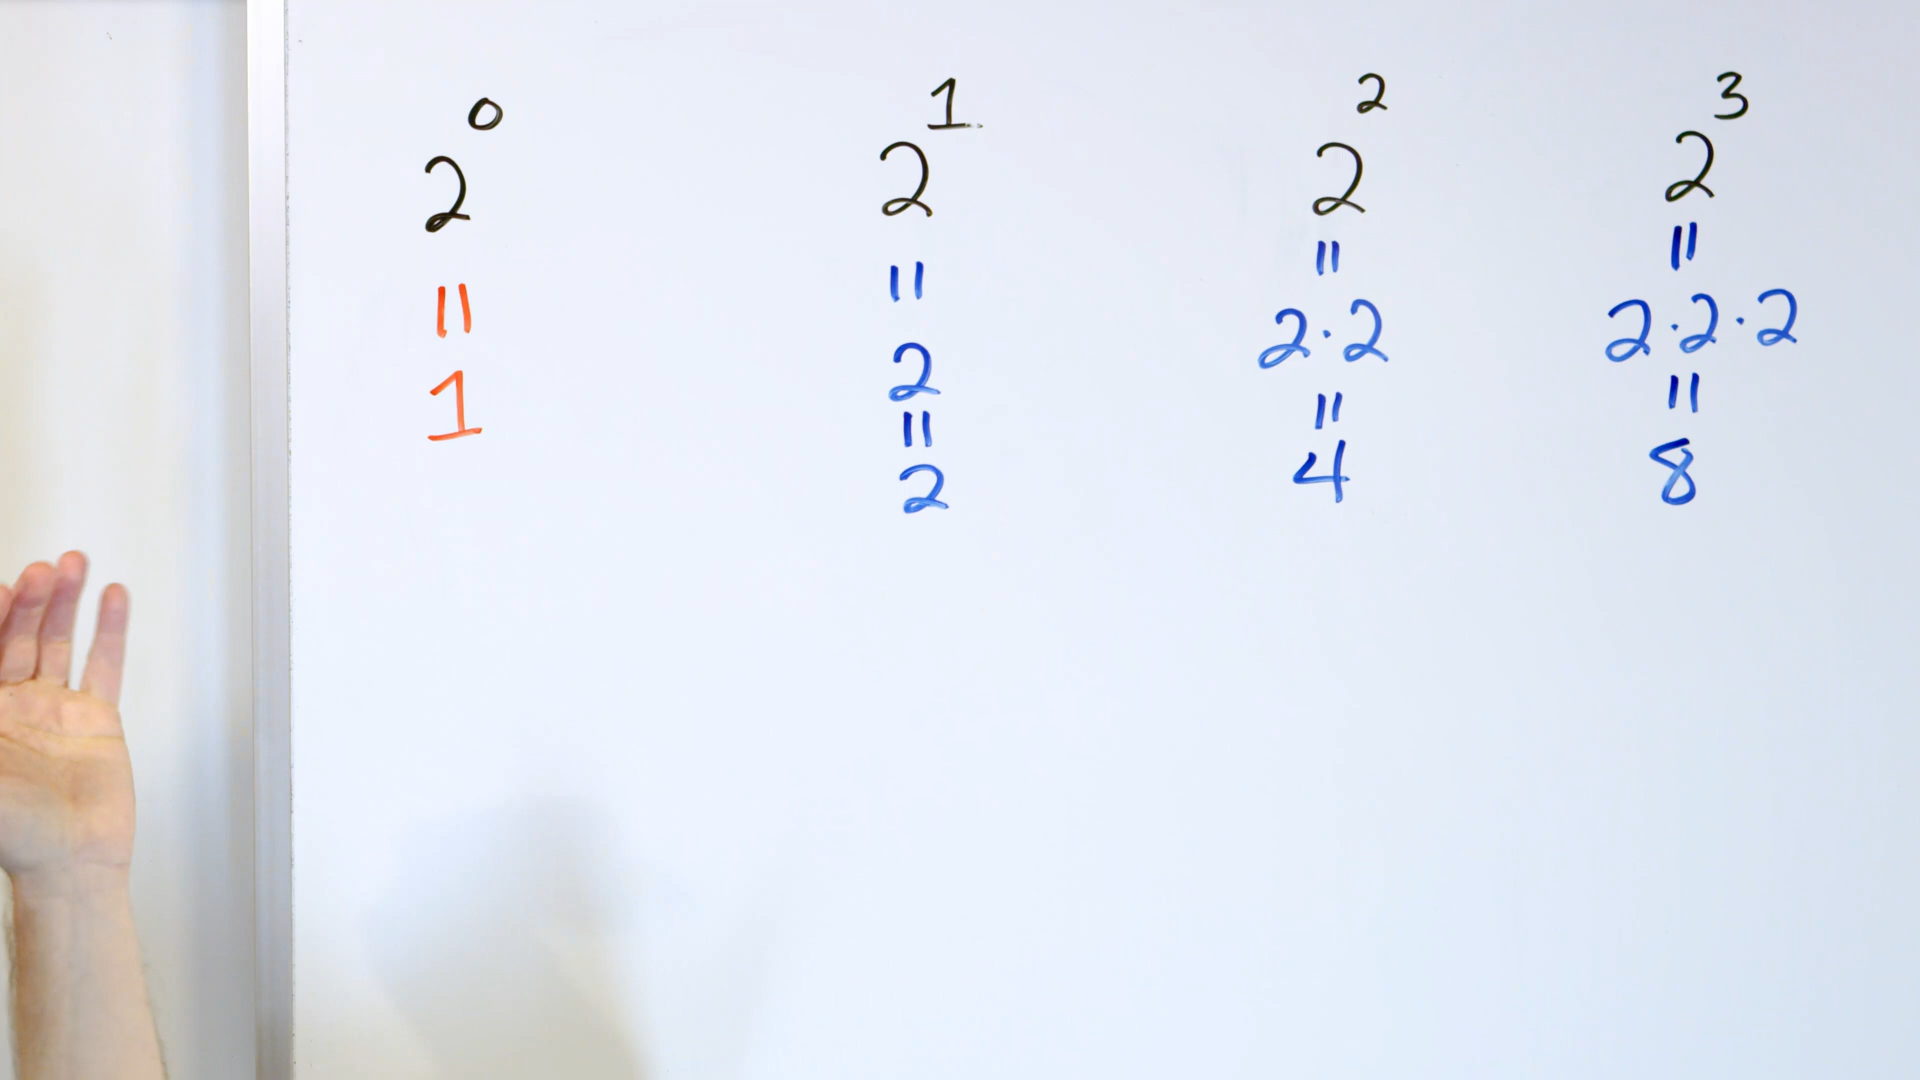 2⁰ 2¹ 2² 2³
= = = =
1 2 2·2 2·2·2
= = =
2 4 8